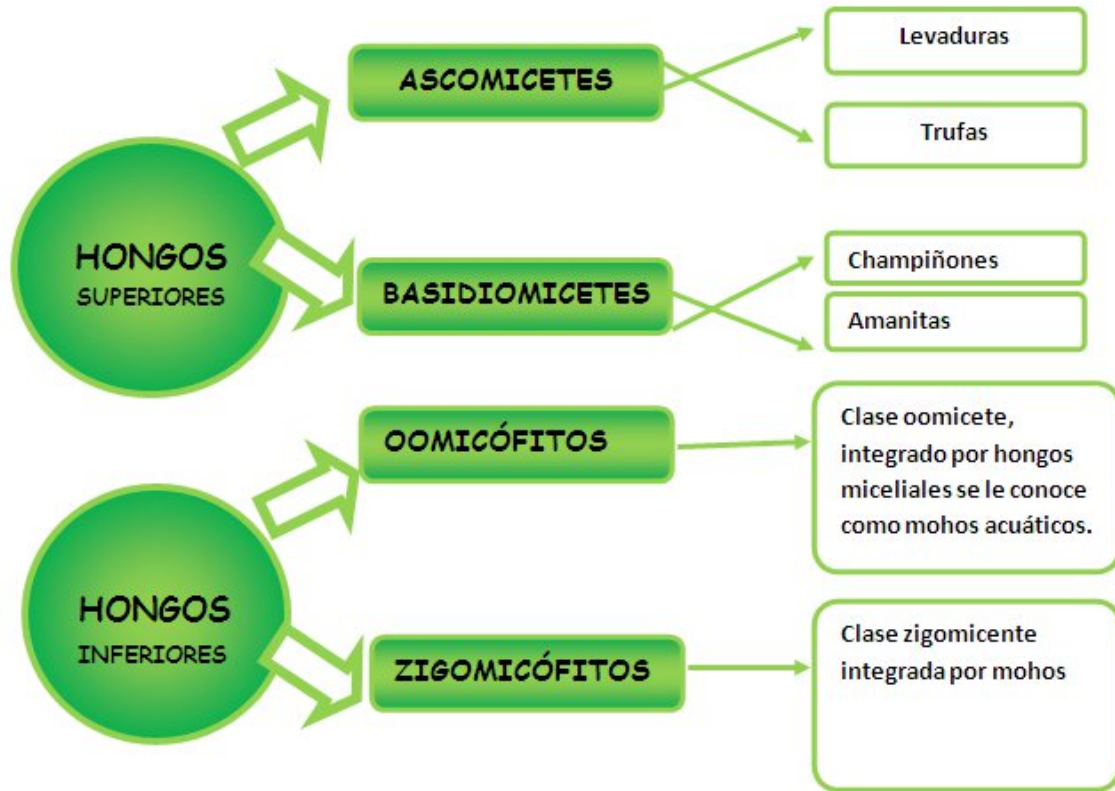 HONGOS
SUPERIORES
ASCOMICETES
Levaduras
Trufas
BASIDIOMICETES
Champiñones
Amanitas
HONGOS
INFERIORES
OOMICÓFITOS
Clase oomicete,
integrado por hongos
miceliales se le conoce
como mohos acuáticos.
ZIGOMICÓFITOS
Clase zigomicente
integrada por mohos